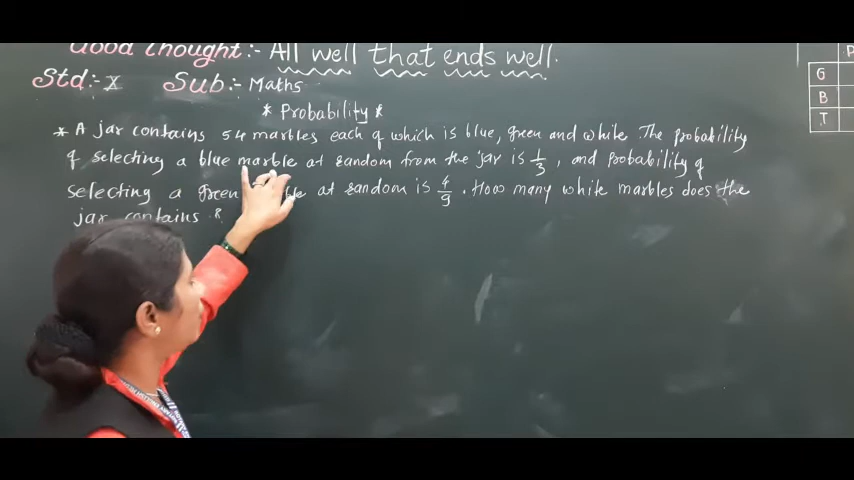 Good Thought:- All well that ends well.
Std:- X Sub:- Maths
* Probability *
* A jar contains 54 marbles each of which is blue, green and white. The probability
of selecting a blue marble at random from the jar is 1/3, and probability of
selecting a green at random is 4/9. How many white marbles does the
jar contains ?
G
B
T